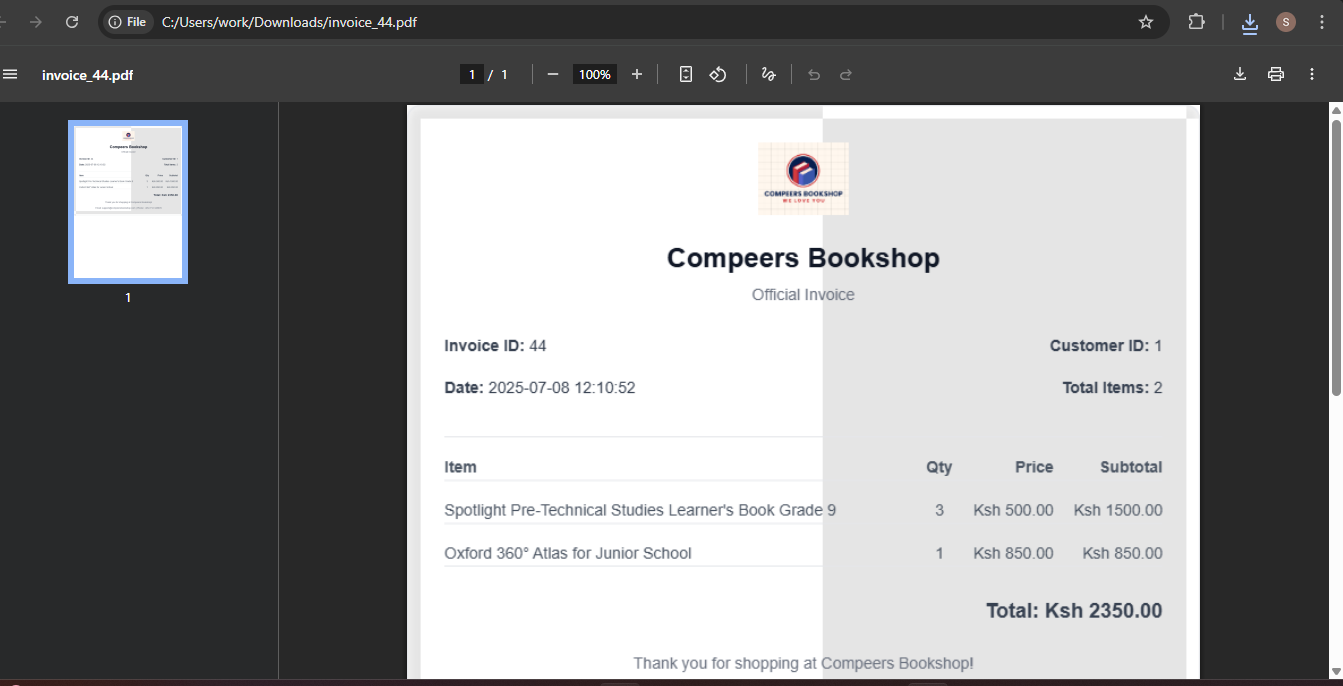 File C:/Users/work/Downloads/invoice_44.pdf S
invoice_44.pdf 1 / 1 100%
1
COMPEERS BOOKSHOP
WE LOVE YOU
Compeers Bookshop
Official Invoice
Invoice ID: 44 Customer ID: 1
Date: 2025-07-08 12:10:52 Total Items: 2
Item Qty Price Subtotal
Spotlight Pre-Technical Studies Learner's Book Grade 9 3 Ksh 500.00 Ksh 1500.00
Oxford 360° Atlas for Junior School 1 Ksh 850.00 Ksh 850.00
Total: Ksh 2350.00
Thank you for shopping at Compeers Bookshop!